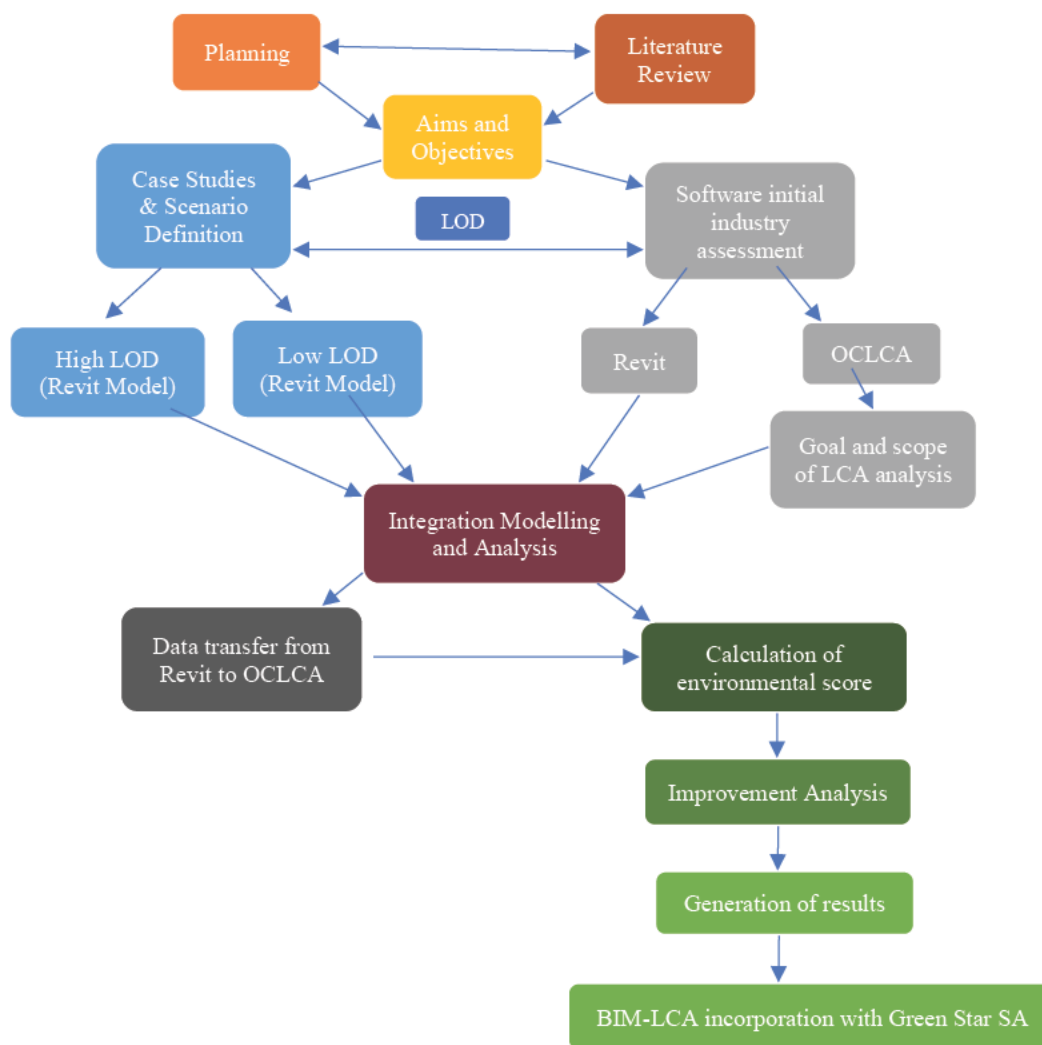 Planning
Literature
Review
Aims and
Objectives
Case Studies
& Scenario
Definition
LOD
Software initial
industry
assessment
High LOD
(Revit Model)
Low LOD
(Revit Model)
Revit
OCLCA
Goal and scope
of LCA analysis
Integration Modelling
and Analysis
Data transfer from
Revit to OCLCA
Calculation of
environmental score
Improvement Analysis
Generation of results
BIM-LCA incorporation with Green Star SA